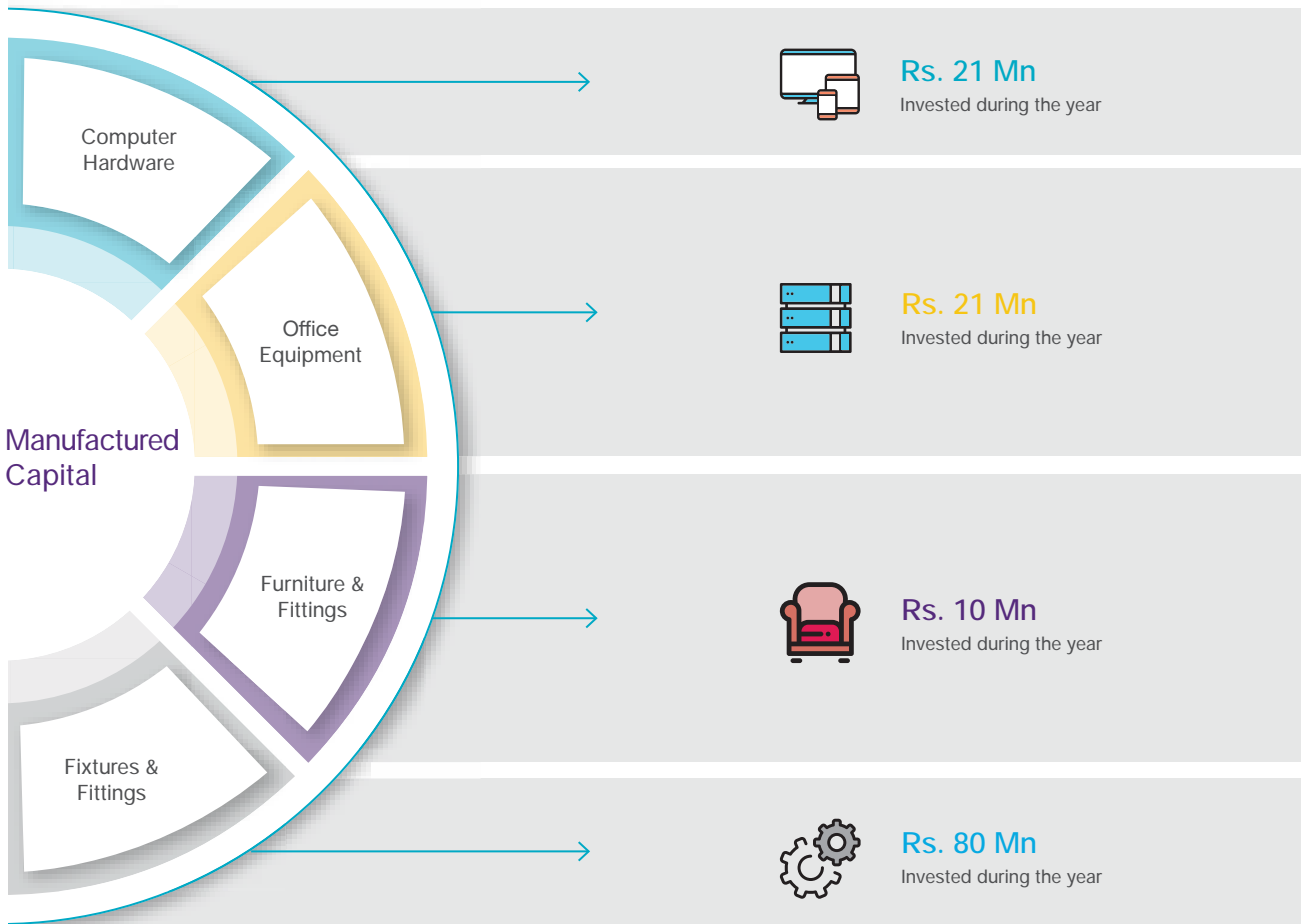 Computer
Hardware
Rs. 21 Mn
Invested during the year
Office
Equipment
Rs. 21 Mn
Invested during the year
Manufactured
Capital
Furniture &
Fittings
Rs. 10 Mn
Invested during the year
Fixtures &
Fittings
Rs. 80 Mn
Invested during the year